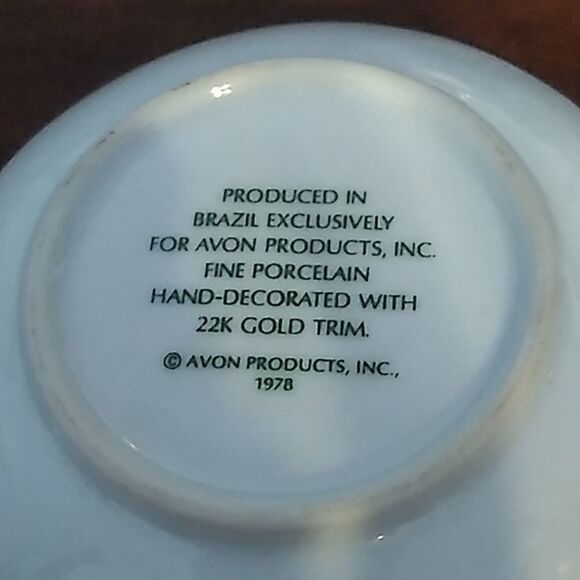 PRODUCED IN
BRAZIL EXCLUSIVELY
FOR AVON PRODUCTS, INC.
FINE PORCELAIN
HAND-DECORATED WITH
22K GOLD TRIM.
© AVON PRODUCTS, INC.,
1978